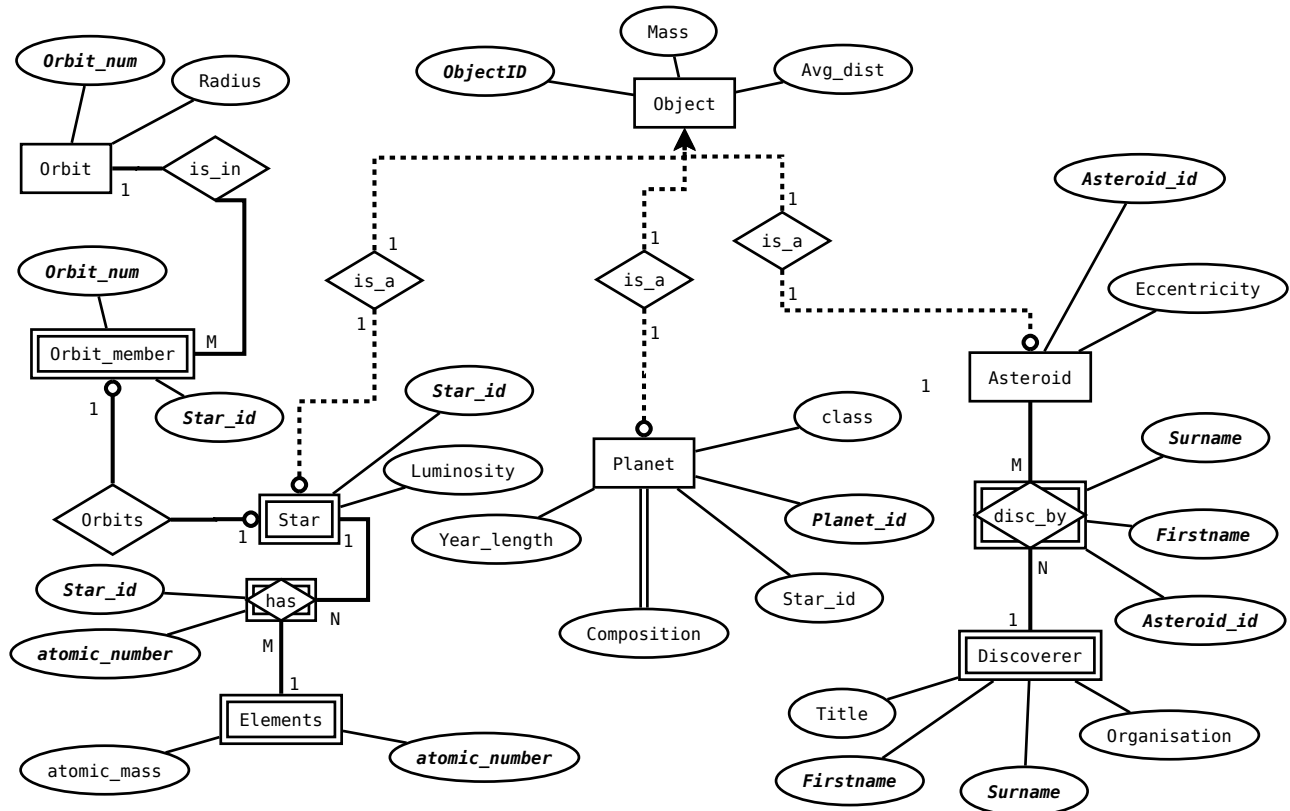 Mass
Orbit_num
ObjectID
Avg_dist
Radius
Object
Orbit
is_in
1
Asteroid_id
1
is_a
1
1
is_a
is_a
Orbit_num
Eccentricity
1
1
1
M
Orbit_member
Asteroid
1
Star_id
1
Star_id
class
Surname
M
Planet
Luminosity
Orbits
Star
Planet_id
disc_by
1
1
Year_length
Firstname
N
Star_id
has
Star_id
N
1
Asteroid_id
Composition
M
atomic_number
Discoverer
1
Title
Elements
Organisation
atomic_mass
atomic_number
Firstname
Surname